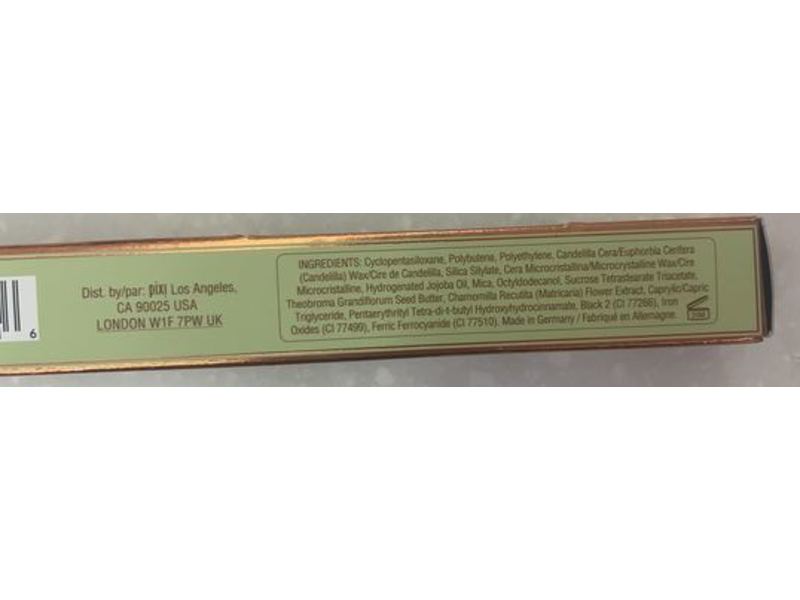 6
Dist. by/par: pixi Los Angeles,
CA 90025 USA
LONDON W1F 7PW UK
INGREDIENTS: Cyclopentasiloxane, Polybutene, Polyethylene, Candelilla Cera/Euphorbia Cerifera
(Candelilla) Wax/Cire de Candelilla, Silica Silylate, Cera Microcristallina/Microcrystalline Wax/Cire
Microcristalline, Hydrogenated Jojoba Oil, Mica, Octyldodecanol, Sucrose Tetrastearate Triacetate,
Theobroma Grandiflorum Seed Butter, Chamomilla Recutita (Matricaria) Flower Extract, Caprylic/Capric
Triglyceride, Pentaerythrityl Tetra-di-t-butyl Hydroxyhydrocinnamate, Black 2 (CI 77266), Iron
Oxides (CI 77499), Ferric Ferrocyanide (CI 77510). Made in Germany / Fabriqué en Allemagne.